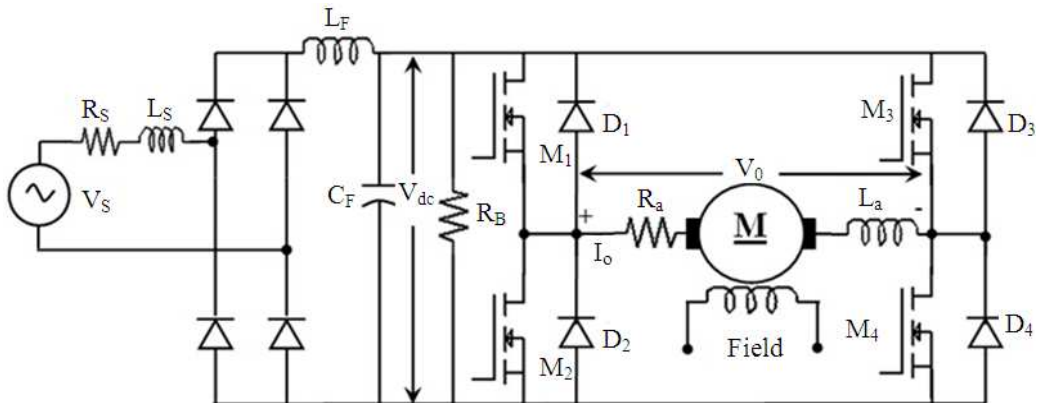 L_F
R_S
L_S
V_S
C_F
V_dc
R_B
M_1
D_1
M_3
D_3
V_0
+
R_a
M
L_a
-
I_o
M_2
D_2
Field
M_4
D_4